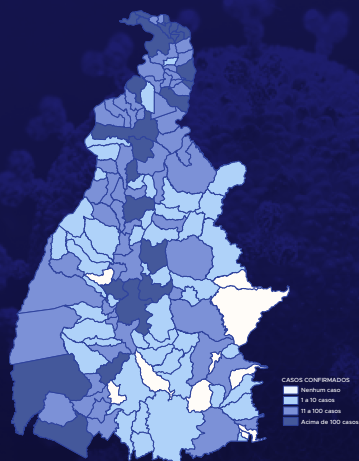 CASOS CONFIRMADOS
Nenhum caso
1 a 10 casos
11 a 100 casos
Acima de 100 casos